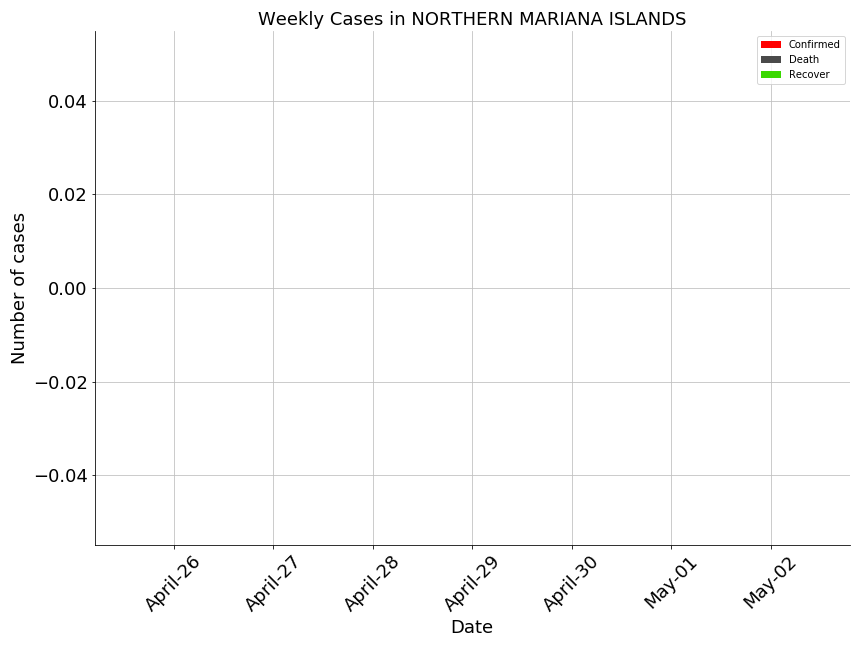 Weekly Cases in NORTHERN MARIANA ISLANDS
Confirmed
Death
Recover
Number of cases
0.04
0.02
0.00
−0.02
−0.04
April-26
April-27
April-28
April-29
April-30
May-01
May-02
Date